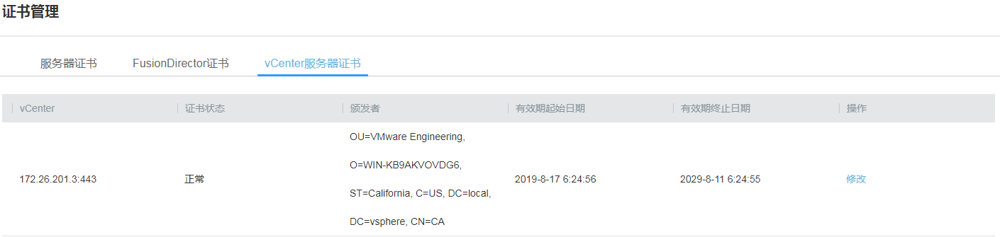 证书管理
服务器证书 FusionDirector证书 vCenter服务器证书
vCenter 证书状态 颁发者 有效期起始日期 有效期终止日期 操作
OU=VMware Engineering,
O=WIN-KB9AKVOVDG6,
172.26.201.3:443 正常 2019-8-17 6:24:56 2029-8-11 6:24:55 修改
ST=California, C=US, DC=local,
DC=vsphere, CN=CA